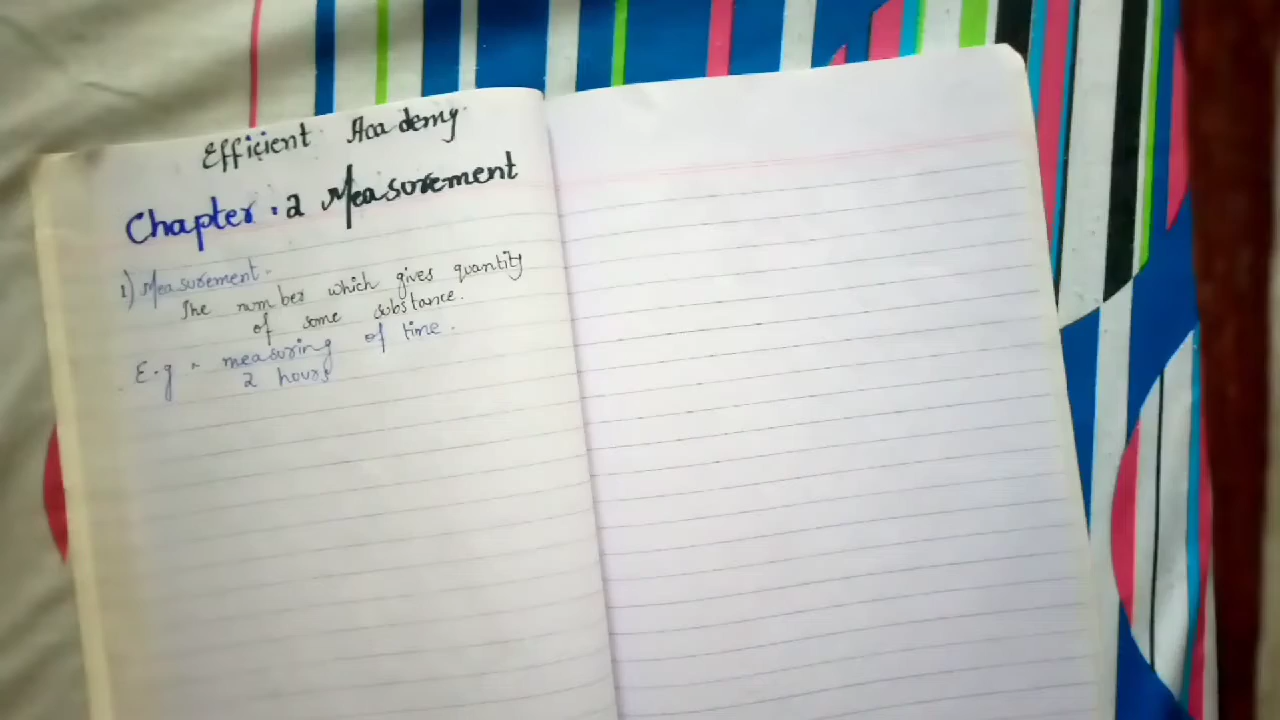 Efficient Academy
Chapter : 2 Measurement
1) Measurement -
The number which gives quantity
of some substance.
E.g - measuring of time.
2 hours